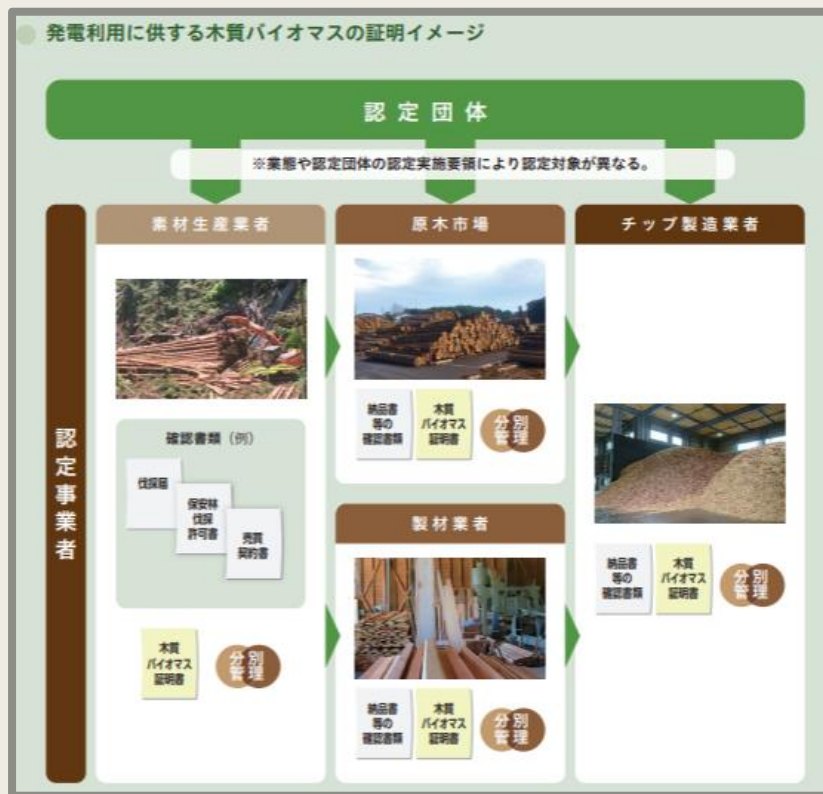 発電利用に供する木質バイオマスの証明イメージ
認定団体
※業態や認定団体の認定実施要領により認定対象が異なる。
認定事業者
素材生産業者
確認書類（例）
伐採届
保安林
伐採
許可書
売買
契約書
木質
バイオマス
証明書
分別
管理
原木市場
納品書
等の
確認書類
木質
バイオマス
証明書
分別
管理
製材業者
納品書
等の
確認書類
木質
バイオマス
証明書
分別
管理
チップ製造業者
納品書
等の
確認書類
木質
バイオマス
証明書
分別
管理